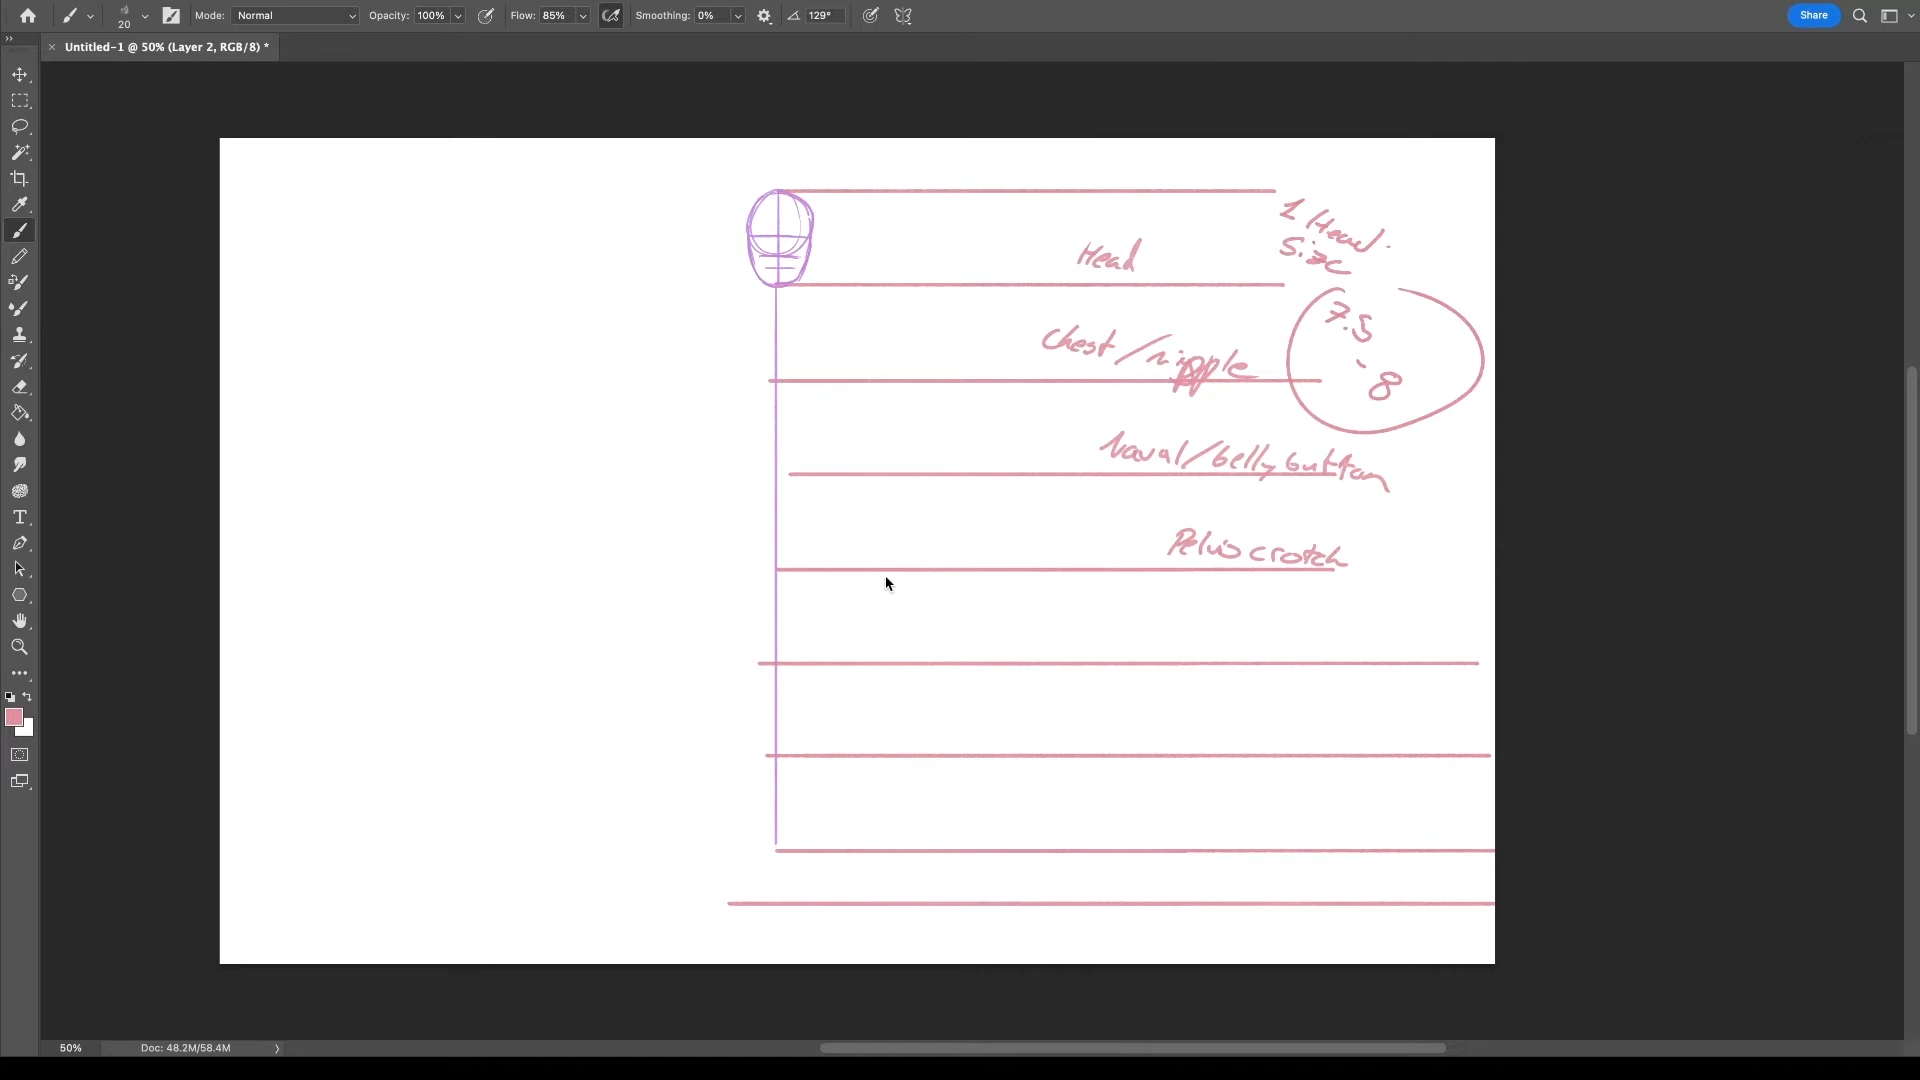 20
Mode: Normal
Opacity: 100%
Flow: 85%
Smoothing: 0%
129°
Share
Untitled-1 @ 50% (Layer 2, RGB/8) *
1 Head
Size
Head
7.5
- 8
Chest/nipple
Naval/belly button
Pelvis crotch
50%
Doc: 48.2M/58.4M